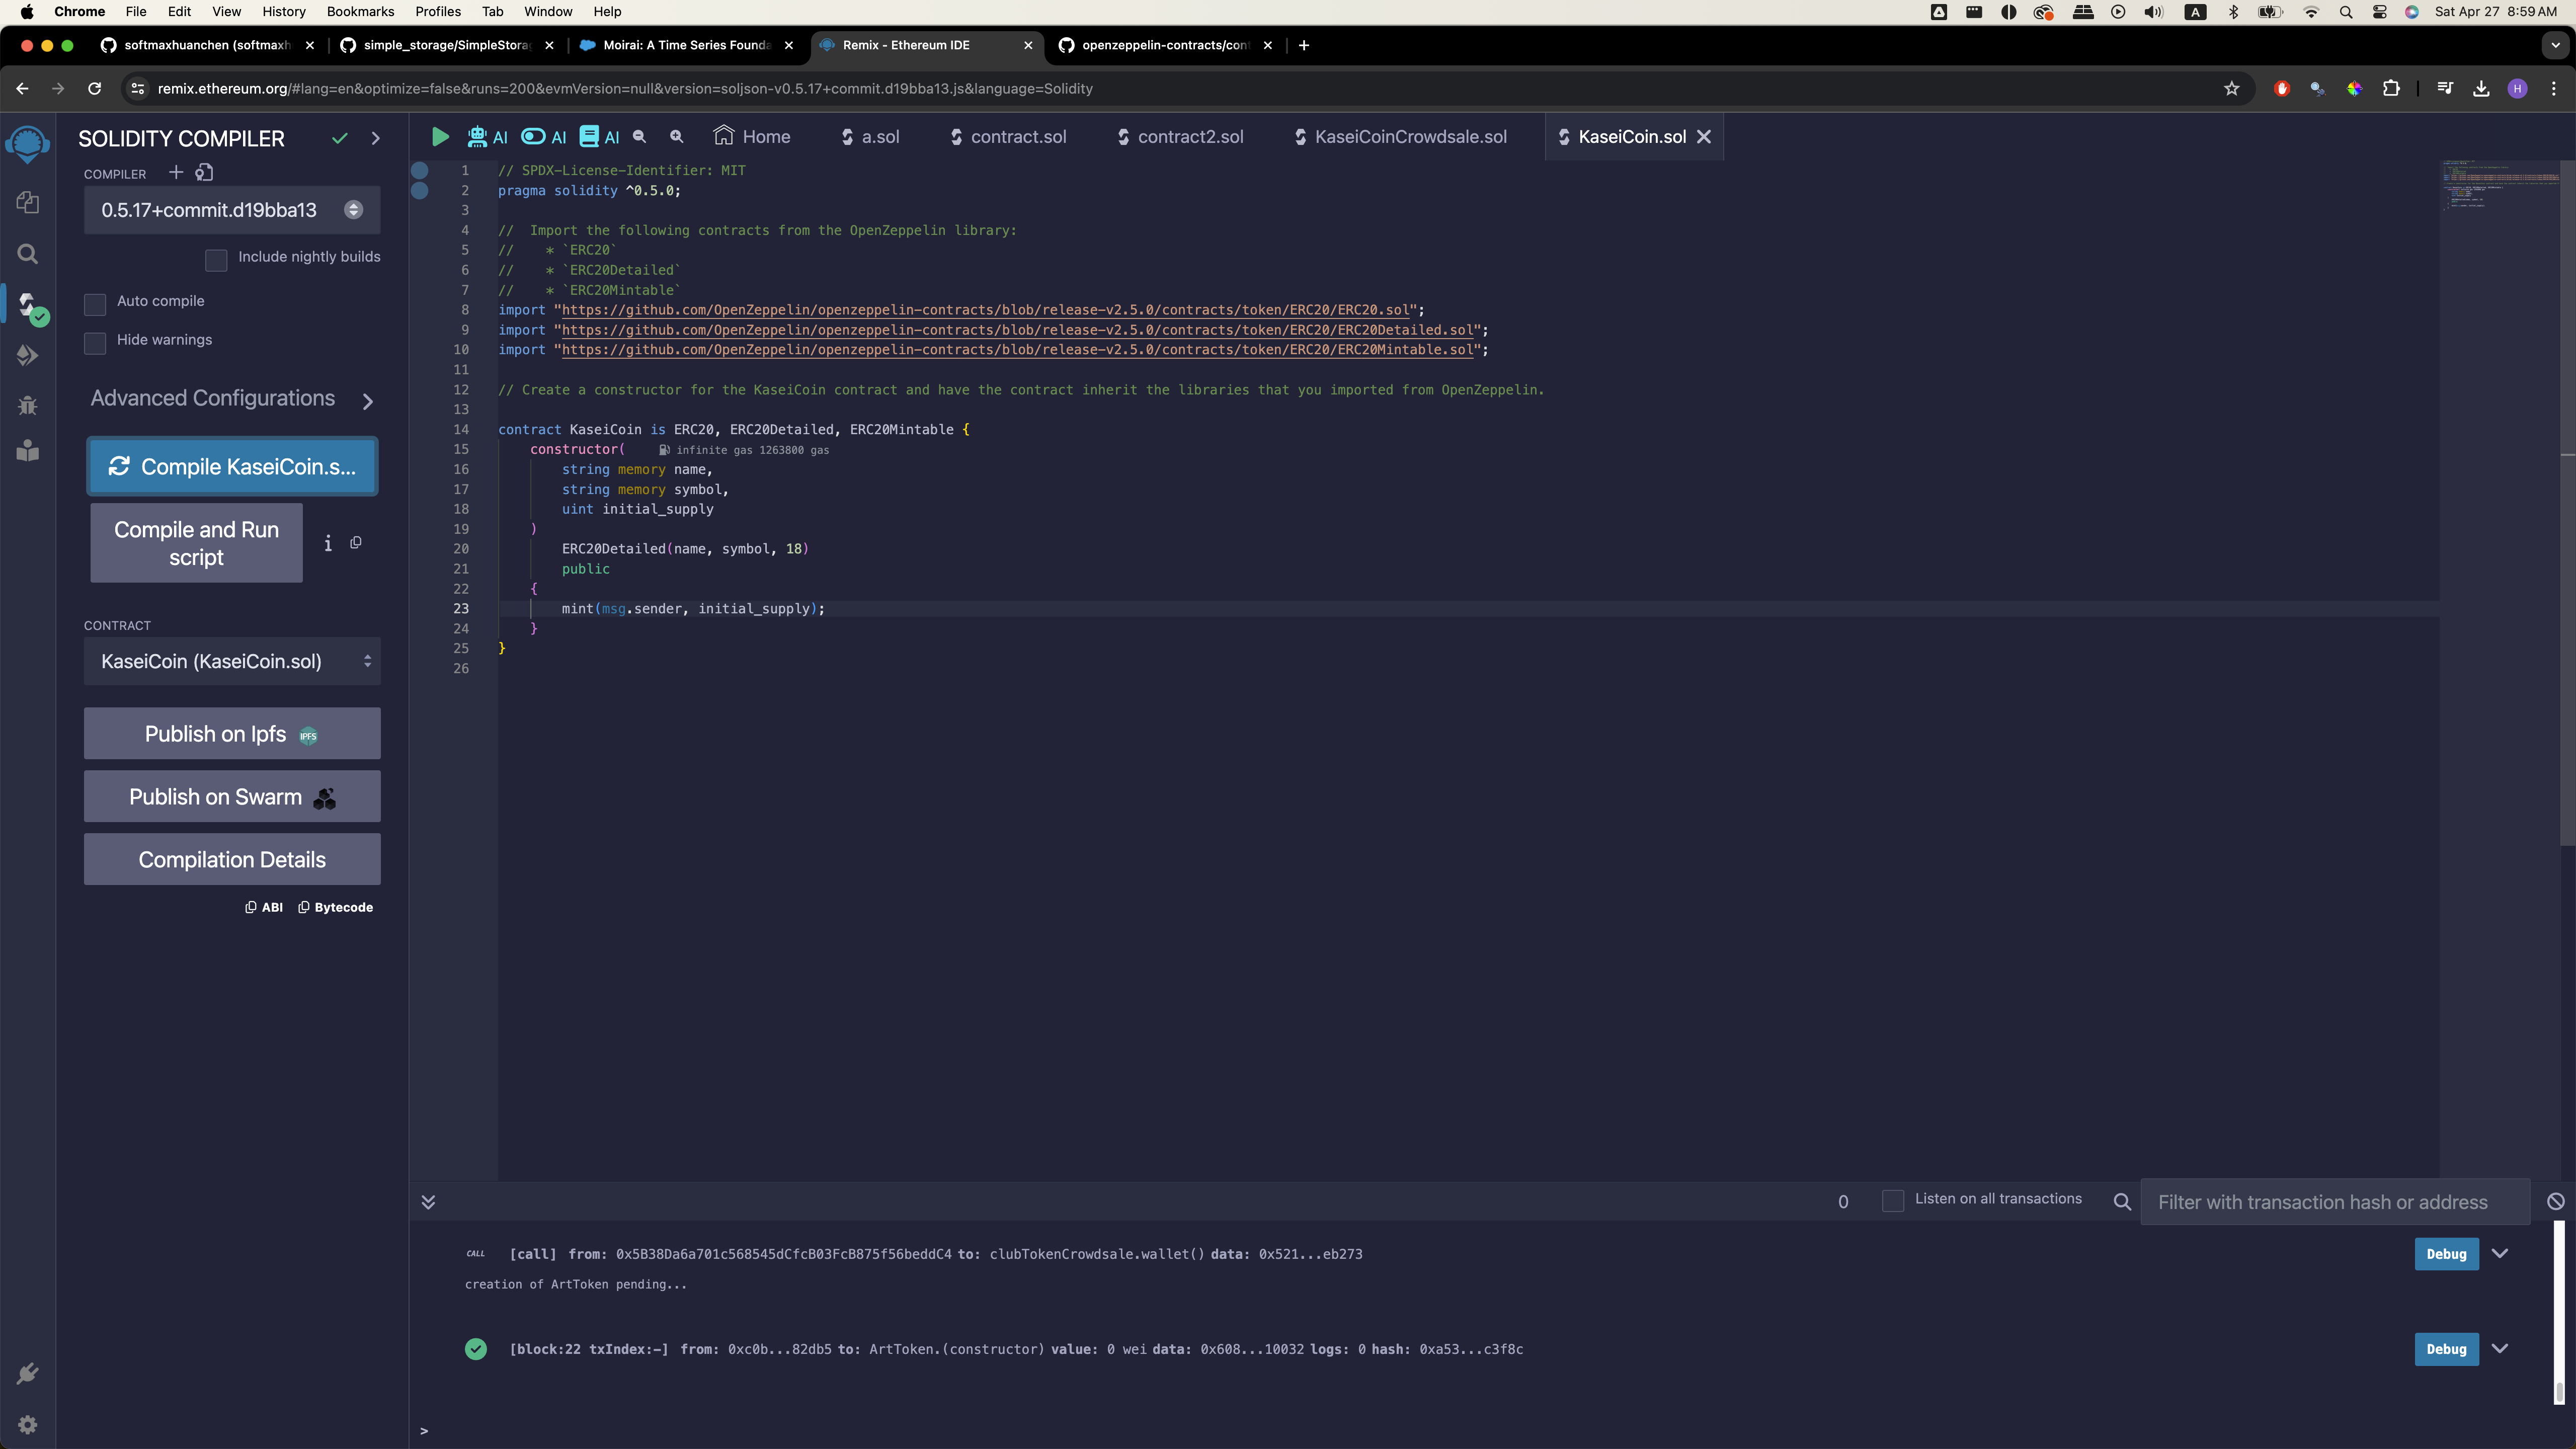 Chrome File Edit View History Bookmarks Profiles Tab Window Help A Sat Apr 27 8:59 AM
softmaxhuanchen (softmaxh simple_storage/SimpleStora Moirai: A Time Series Founda Remix - Ethereum IDE openzeppelin-contracts/con
remix.ethereum.org/#lang=en&optimize=false&runs=200&evmVersion=null&version=soljson-v0.5.17+commit.d19bba13.js&language=Solidity H
SOLIDITY COMPILER
COMPILER
0.5.17+commit.d19bba13
Include nightly builds
Auto compile
Hide warnings
Advanced Configurations
Compile KaseiCoin.s...
Compile and Run
script
CONTRACT
KaseiCoin (KaseiCoin.sol)
Publish on Ipfs IPFS
Publish on Swarm
Compilation Details
ABI Bytecode
AI AI AI Home a.sol contract.sol contract2.sol KaseiCoinCrowdsale.sol KaseiCoin.sol
1 // SPDX-License-Identifier: MIT
2 pragma solidity ^0.5.0;
3
4 //  Import the following contracts from the OpenZeppelin library:
5 //    * `ERC20`
6 //    * `ERC20Detailed`
7 //    * `ERC20Mintable`
8 import "https://github.com/OpenZeppelin/openzeppelin-contracts/blob/release-v2.5.0/contracts/token/ERC20/ERC20.sol";
9 import "https://github.com/OpenZeppelin/openzeppelin-contracts/blob/release-v2.5.0/contracts/token/ERC20/ERC20Detailed.sol";
10 import "https://github.com/OpenZeppelin/openzeppelin-contracts/blob/release-v2.5.0/contracts/token/ERC20/ERC20Mintable.sol";
11
12 // Create a constructor for the KaseiCoin contract and have the contract inherit the libraries that you imported from OpenZeppelin.
13
14 contract KaseiCoin is ERC20, ERC20Detailed, ERC20Mintable {
15     constructor( infinite gas 1263800 gas
16         string memory name,
17         string memory symbol,
18         uint initial_supply
19     )
20         ERC20Detailed(name, symbol, 18)
21         public
22     {
23         mint(msg.sender, initial_supply);
24     }
25 }
26
0 Listen on all transactions Filter with transaction hash or address
CALL [call] from: 0x5B38Da6a701c568545dCfcB03FcB875f56beddC4 to: clubTokenCrowdsale.wallet() data: 0x521...eb273 Debug
creation of ArtToken pending...
[block:22 txIndex:-] from: 0xc0b...82db5 to: ArtToken.(constructor) value: 0 wei data: 0x608...10032 logs: 0 hash: 0xa53...c3f8c Debug
>